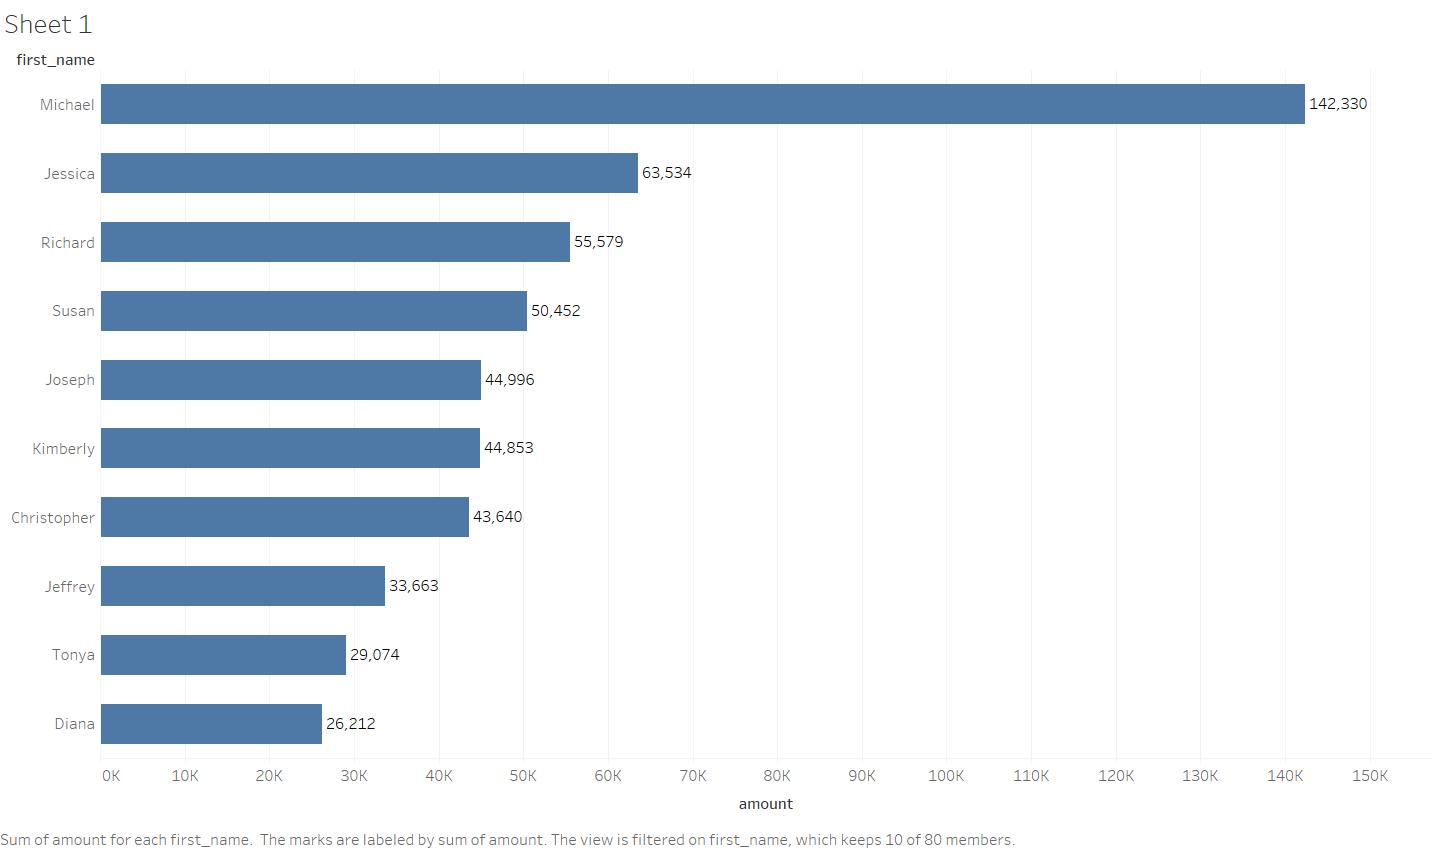 Sheet 1
first_name
Michael 142,330
Jessica 63,534
Richard 55,579
Susan 50,452
Joseph 44,996
Kimberly 44,853
Christopher 43,640
Jeffrey 33,663
Tonya 29,074
Diana 26,212
0K 10K 20K 30K 40K 50K 60K 70K 80K 90K 100K 110K 120K 130K 140K 150K
amount
Sum of amount for each first_name.  The marks are labeled by sum of amount. The view is filtered on first_name, which keeps 10 of 80 members.